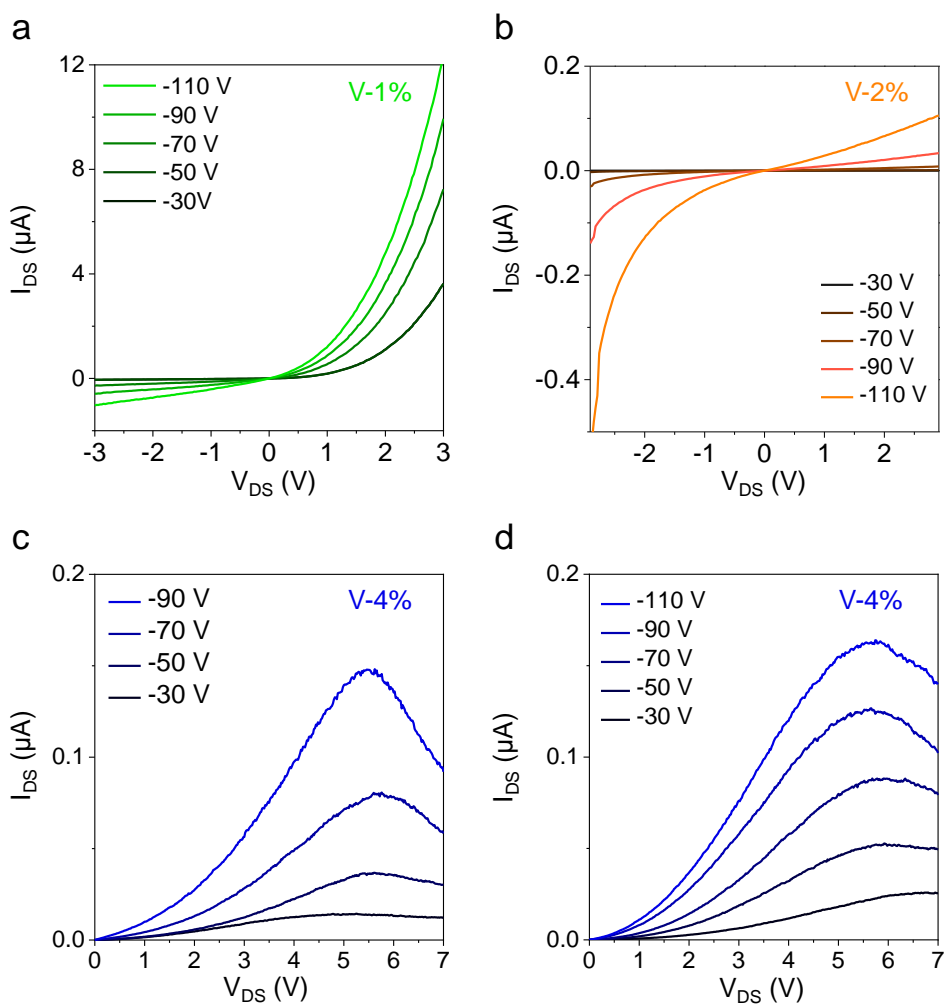 a
12
8
4
0
-3
-2
-1
0
1
2
3
I_DS (µA)
V_DS (V)
V-1%
-110 V
-90 V
-70 V
-50 V
-30V
b
0.2
0.0
-0.2
-0.4
-2
-1
0
1
2
I_DS (µA)
V_DS (V)
V-2%
-30 V
-50 V
-70 V
-90 V
-110 V
c
0.2
0.1
0.0
0
1
2
3
4
5
6
7
I_DS (µA)
V_DS (V)
V-4%
-90 V
-70 V
-50 V
-30 V
d
0.2
0.1
0.0
0
1
2
3
4
5
6
7
I_DS (µA)
V_DS (V)
V-4%
-110 V
-90 V
-70 V
-50 V
-30 V